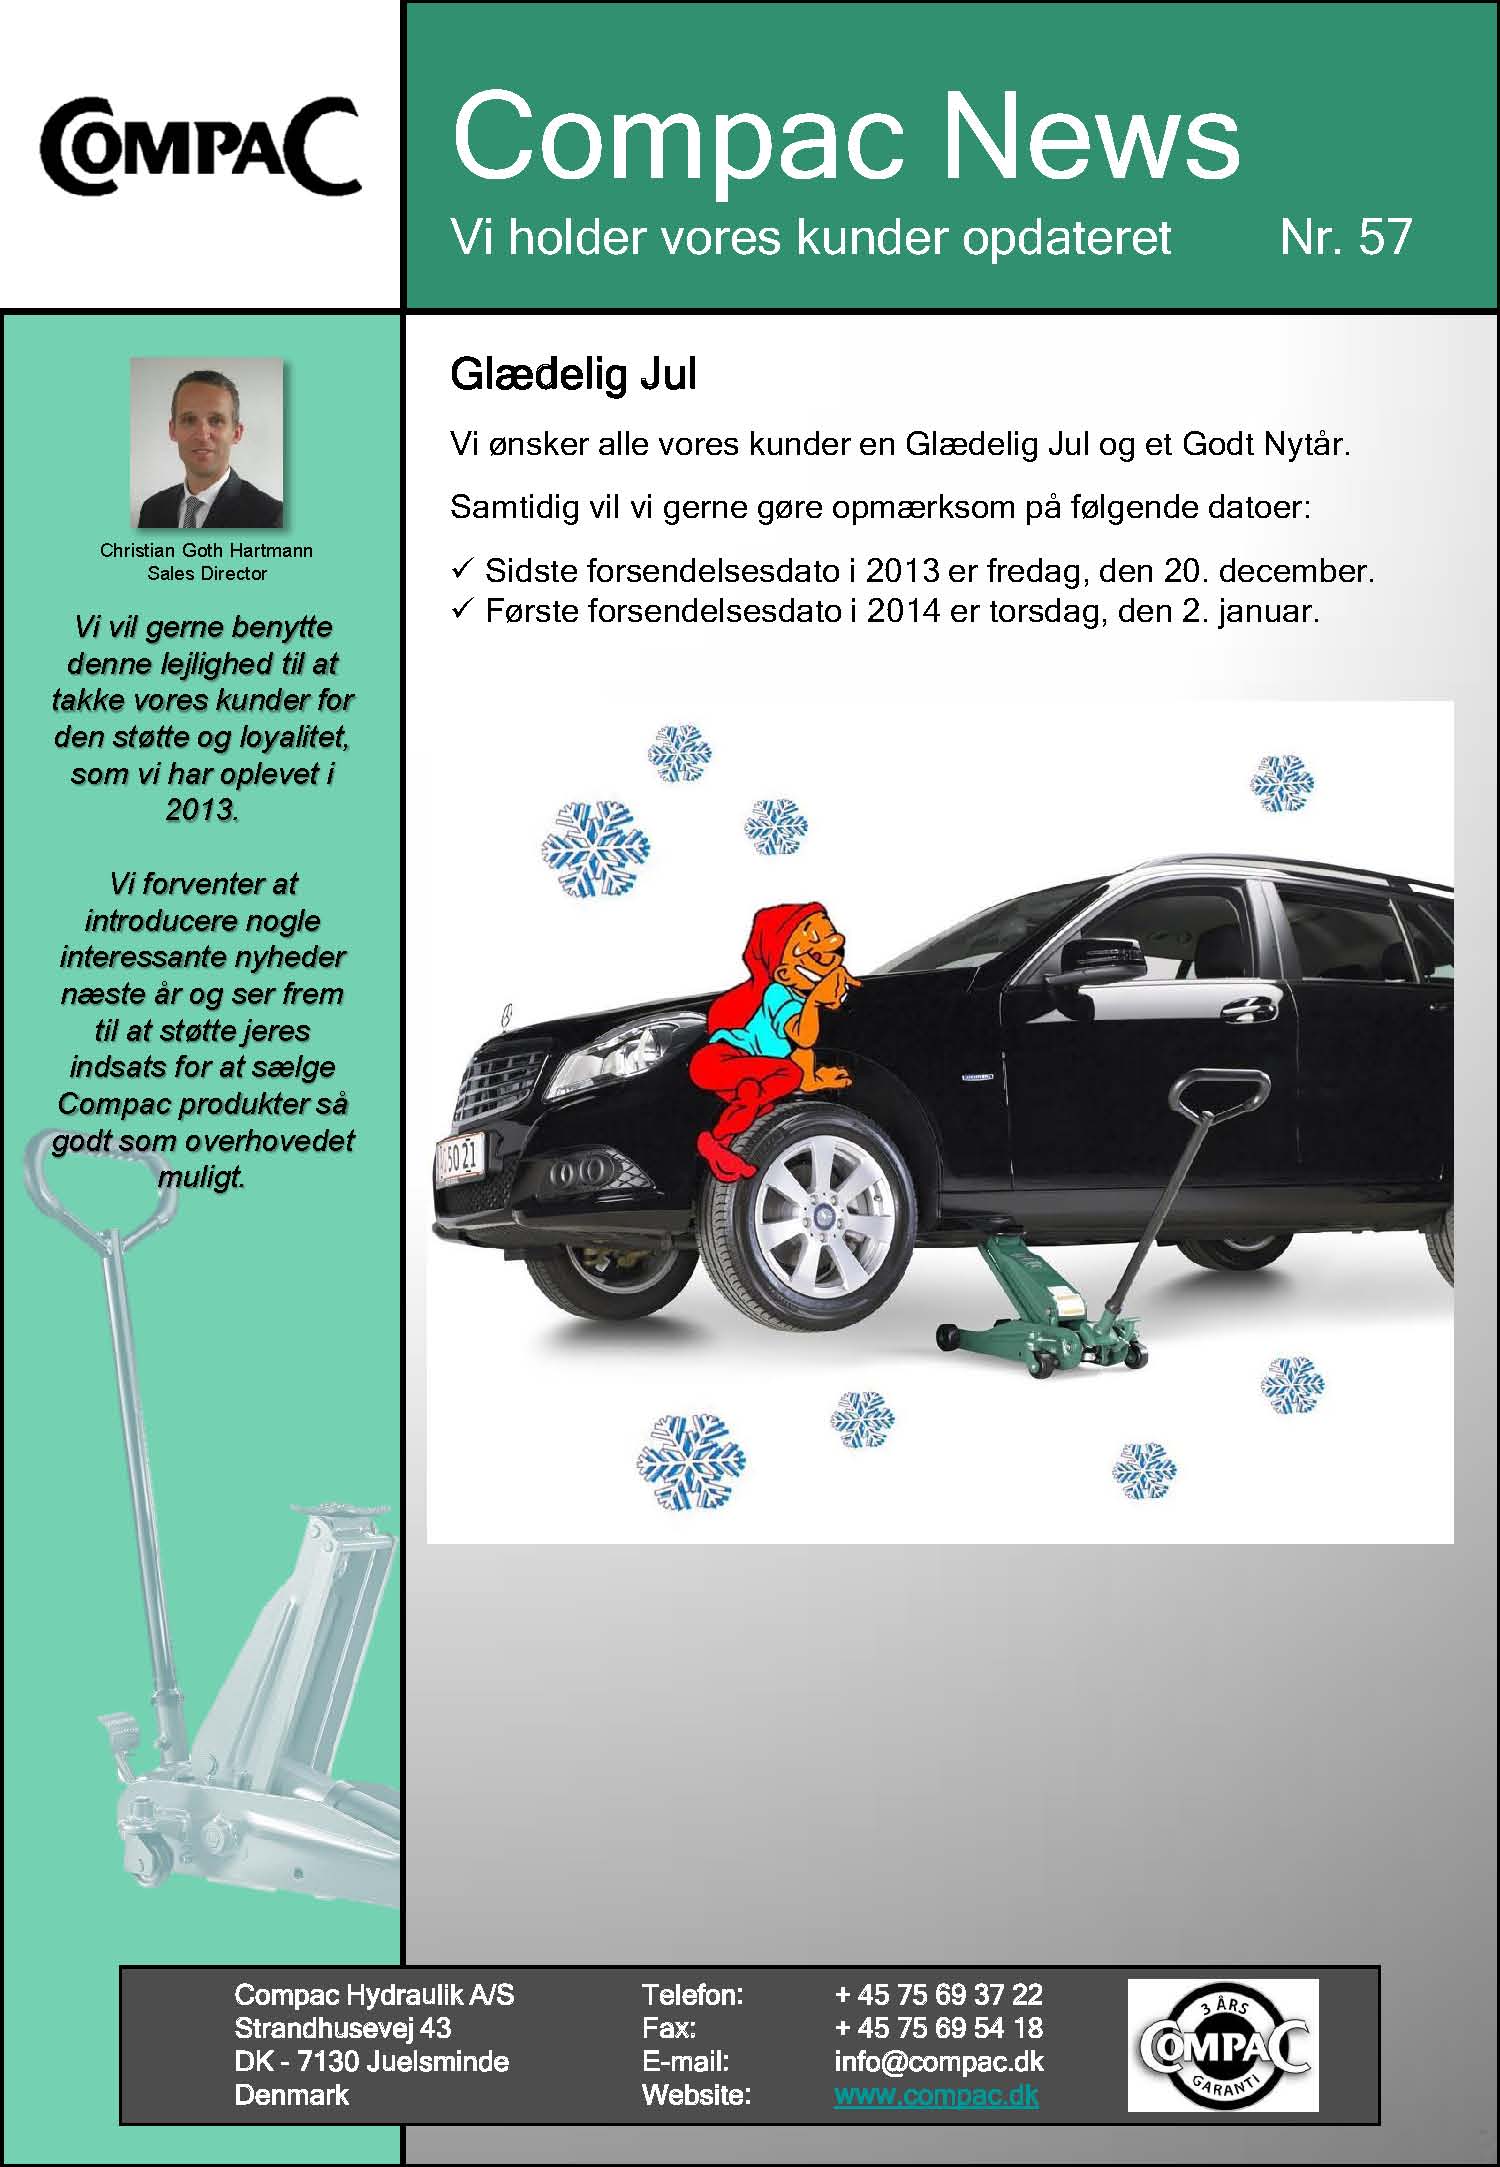 COMPAC
Compac News
Vi holder vores kunder opdateret Nr. 57
Christian Goth Hartmann
Sales Director
Vi vil gerne benytte
denne lejlighed til at
takke vores kunder for
den støtte og loyalitet,
som vi har oplevet i
2013.
Vi forventer at
introducere nogle
interessante nyheder
næste år og ser frem
til at støtte jeres
indsats for at sælge
Compac produkter så
godt som overhovedet
muligt.
Glædelig Jul
Vi ønsker alle vores kunder en Glædelig Jul og et Godt Nytår.
Samtidig vil vi gerne gøre opmærksom på følgende datoer:
✓ Sidste forsendelsesdato i 2013 er fredag, den 20. december.
✓ Første forsendelsesdato i 2014 er torsdag, den 2. januar.
50 21
Compac Hydraulik A/S
Strandhusevej 43
DK - 7130 Juelsminde
Denmark
Telefon: + 45 75 69 37 22
Fax: + 45 75 69 54 18
E-mail: info@compac.dk
Website: www.compac.dk
3 ÅRS
COMPAC
GARANTI